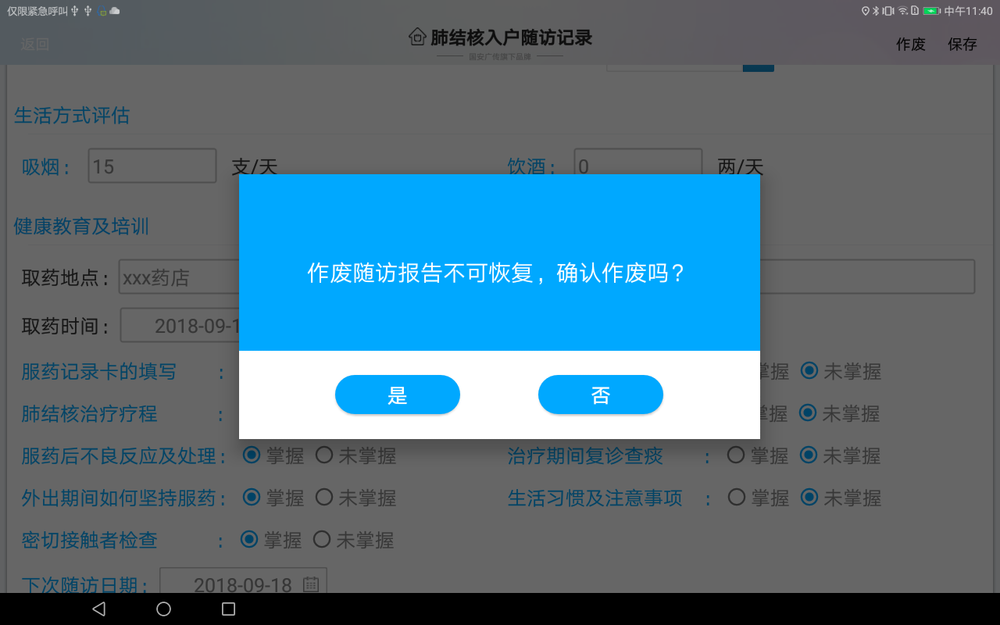 仅限紧急呼叫
中午11:40
返回
肺结核入户随访记录
固安广传旗下品牌
作废 保存
生活方式评估
吸烟： 15 支/天 饮酒： 0 两/天
健康教育及培训
取药地点： xxx药店
取药时间： 2018-09-1
作废随访报告不可恢复，确认作废吗？
是 否
服药记录卡的填写 ： 掌握 未掌握
肺结核治疗疗程 ： 掌握 未掌握
服药后不良反应及处理： 掌握 未掌握 治疗期间复诊查痰 ： 掌握 未掌握
外出期间如何坚持服药： 掌握 未掌握 生活习惯及注意事项 ： 掌握 未掌握
密切接触者检查 ： 掌握 未掌握
下次随访日期： 2018-09-18